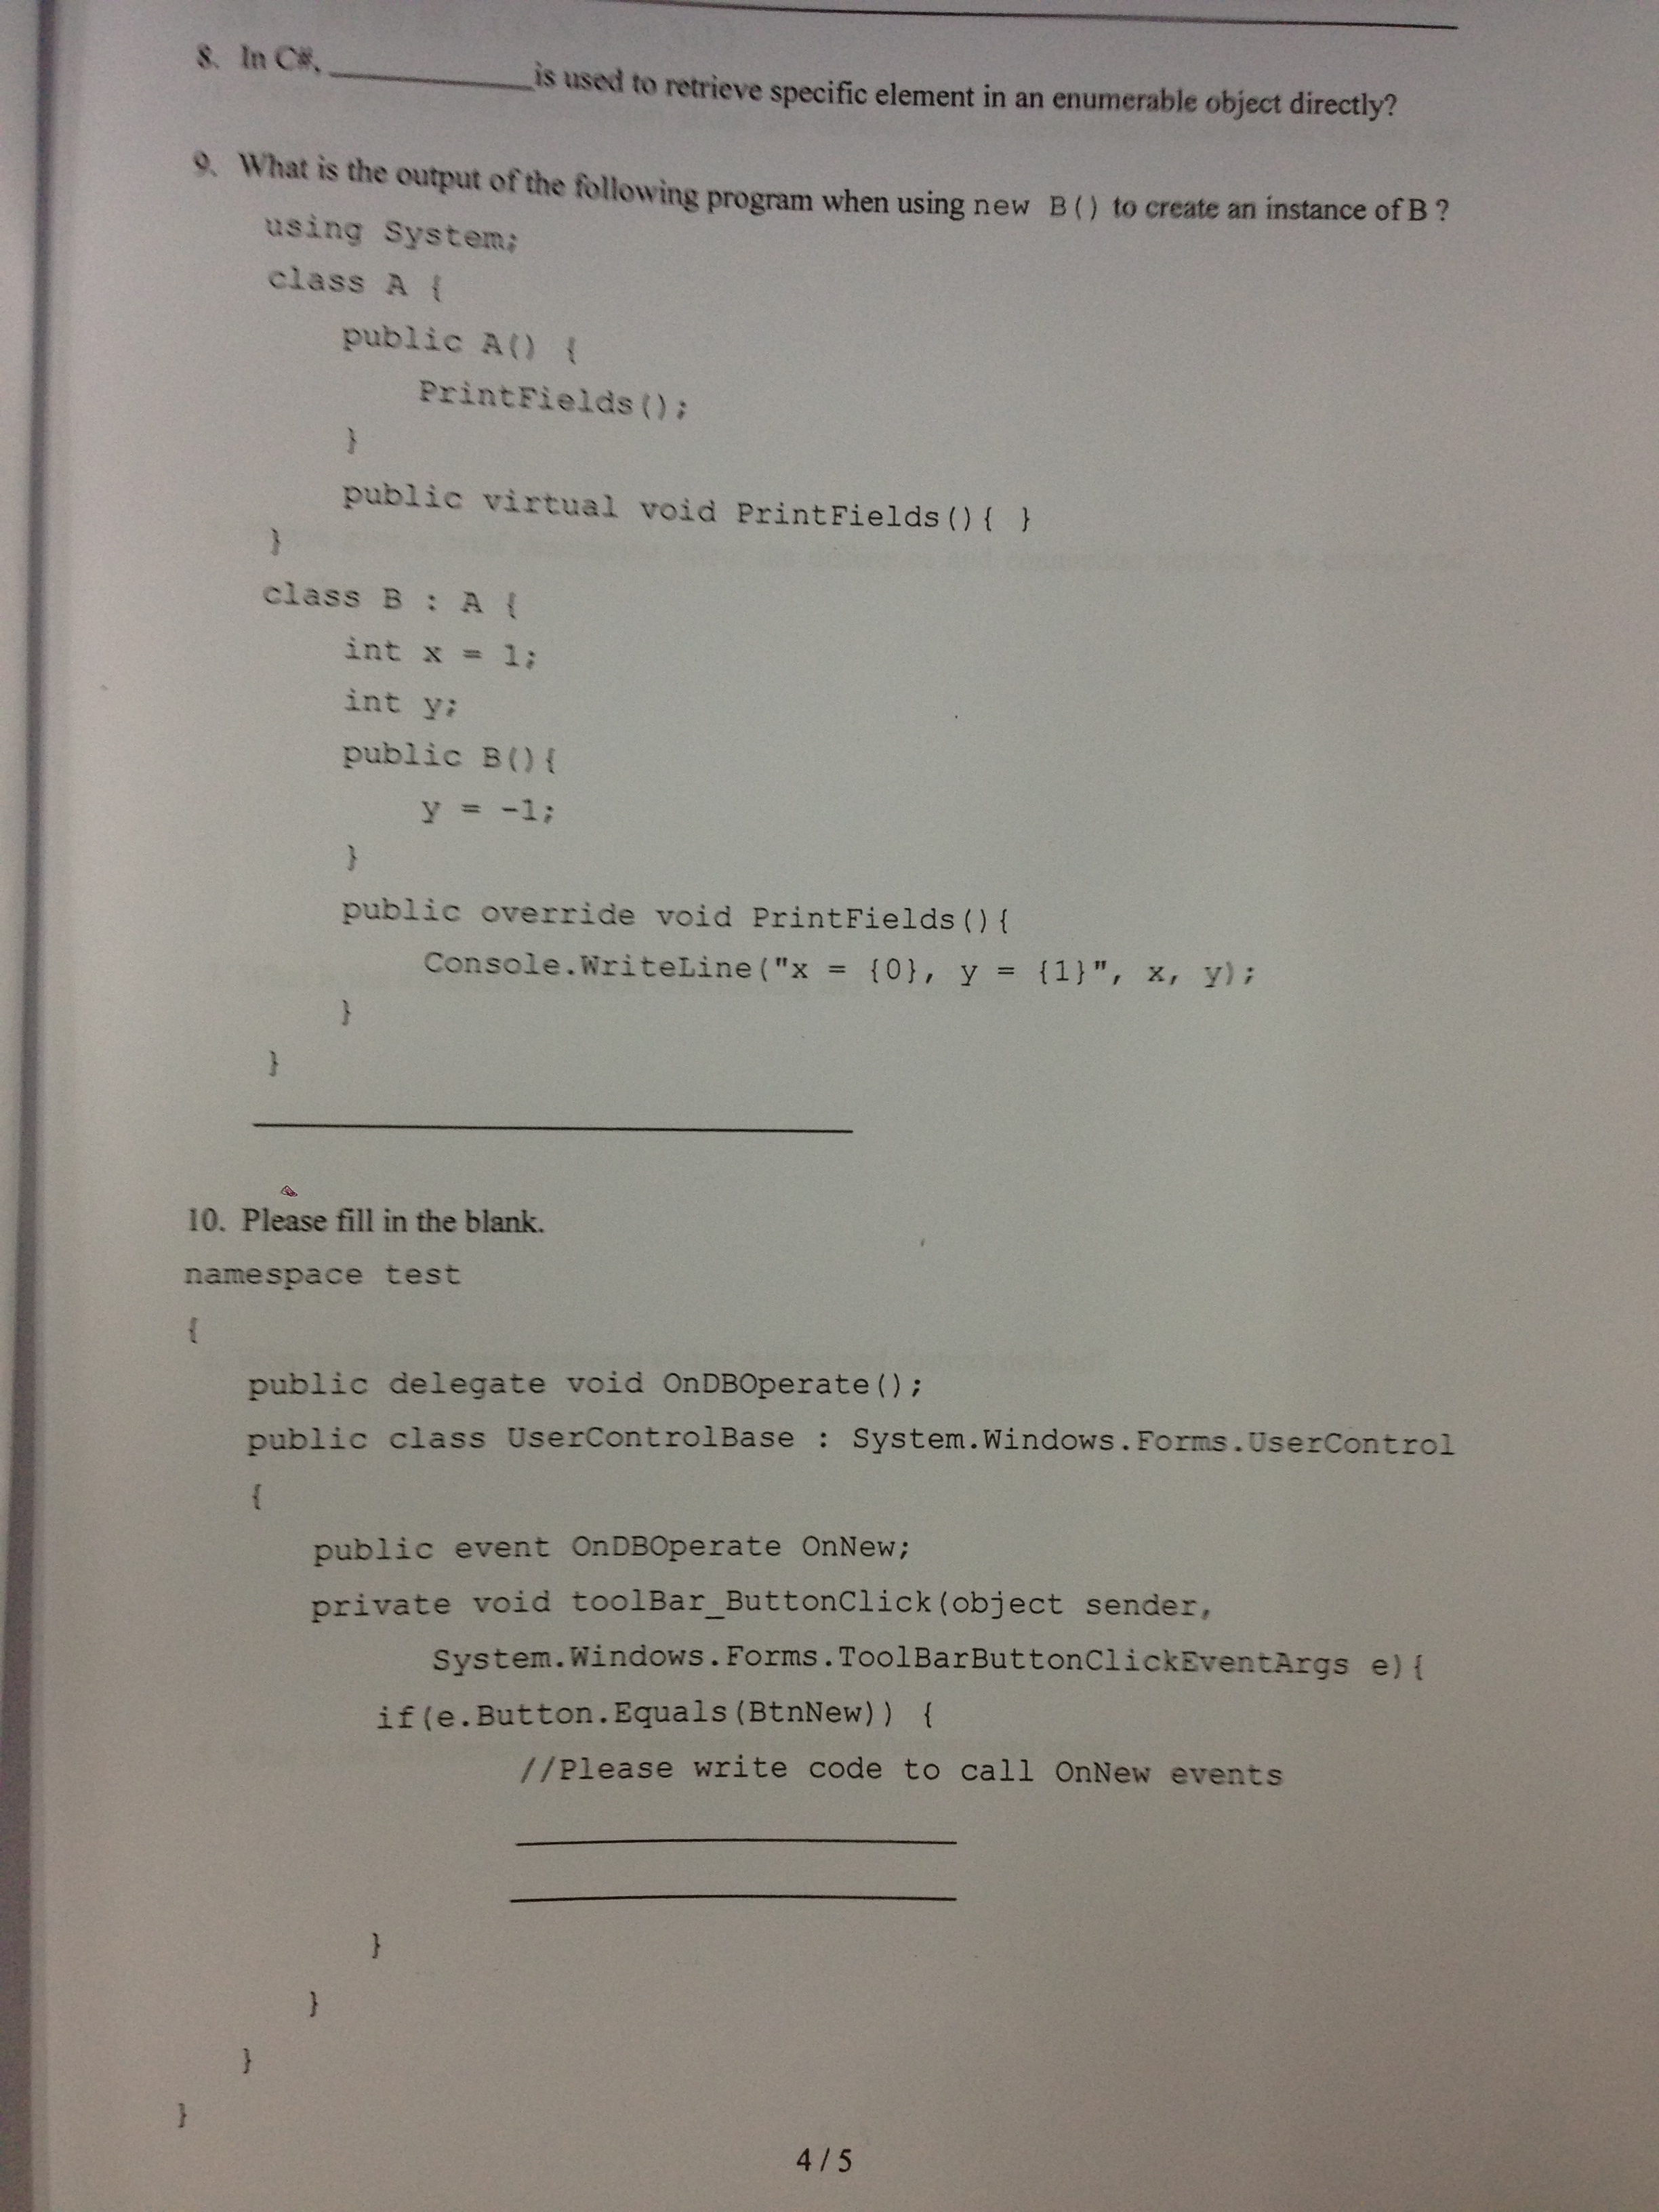 8. In C#, ____________ is used to retrieve specific element in an enumerable object directly?
9. What is the output of the following program when using new B() to create an instance of B ?
using System;
class A {
public A() {
PrintFields();
}
public virtual void PrintFields(){ }
}
class B : A {
int x = 1;
int y;
public B(){
y = -1;
}
public override void PrintFields(){
Console.WriteLine("x = {0}, y = {1}", x, y);
}
}
10. Please fill in the blank.
namespace test
{
public delegate void OnDBOperate();
public class UserControlBase : System.Windows.Forms.UserControl
{
public event OnDBOperate OnNew;
private void toolBar_ButtonClick(object sender,
System.Windows.Forms.ToolBarButtonClickEventArgs e){
if(e.Button.Equals(BtnNew)) {
//Please write code to call OnNew events
}
}
}
}
4 / 5